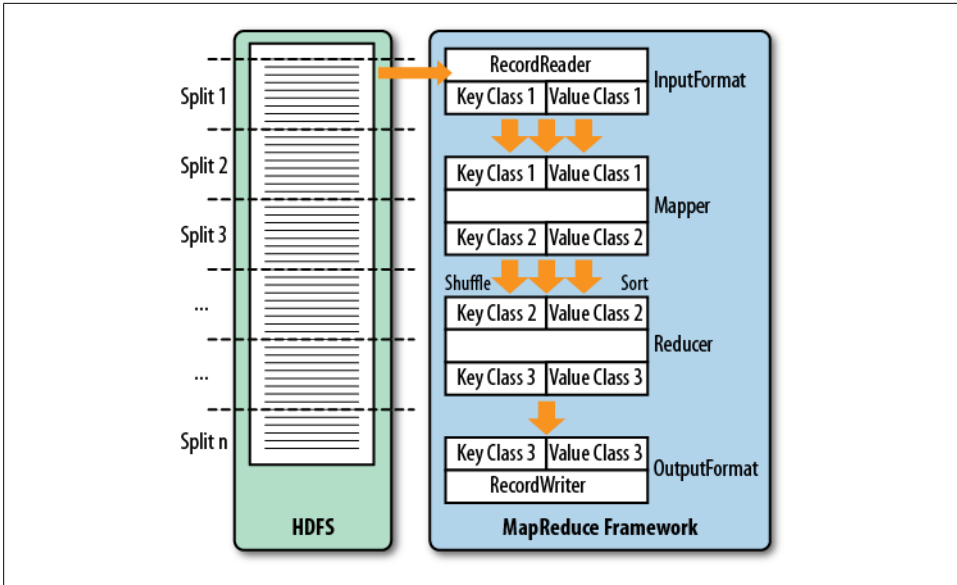 Split 1
Split 2
Split 3
...
...
Split n
HDFS
RecordReader
Key Class 1 Value Class 1
InputFormat
Key Class 1 Value Class 1
Mapper
Key Class 2 Value Class 2
Shuffle Sort
Key Class 2 Value Class 2
Reducer
Key Class 3 Value Class 3
Key Class 3 Value Class 3
OutputFormat
RecordWriter
MapReduce Framework